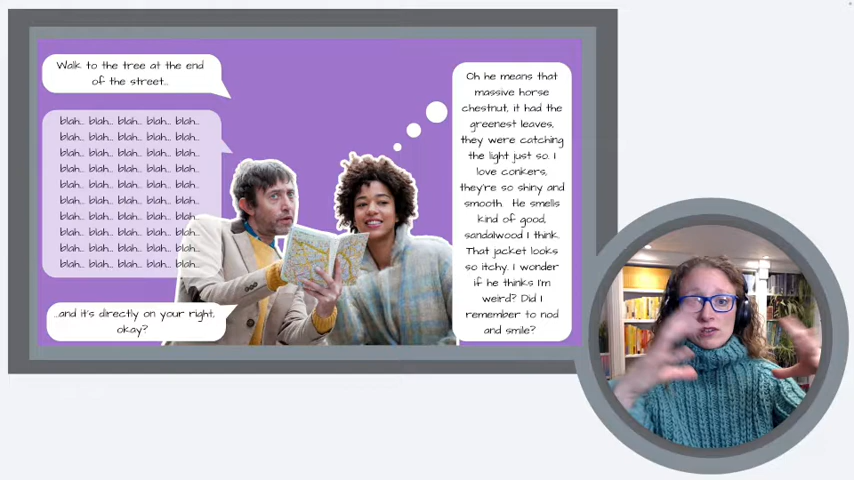 Walk to the tree at the end
of the street...
blah... blah... blah... blah... blah...
blah... blah... blah... blah... blah...
blah... blah... blah... blah... blah...
blah... blah... blah... blah... blah...
blah... blah... blah... blah... blah...
blah... blah... blah... blah... blah...
blah... blah... blah... blah... blah...
blah... blah... blah... blah... blah...
blah... blah... blah... blah... blah...
blah... blah... blah... blah... blah...
...and it's directly on your right,
okay?
Oh he means that
massive horse
chestnut, it had the
greenest leaves,
they were catching
the light just so. I
love conkers,
they're so shiny and
smooth. He smells
kind of good,
sandalwood I think.
That jacket looks
so itchy. I wonder
if he thinks I'm
weird? Did I
remember to nod
and smile?